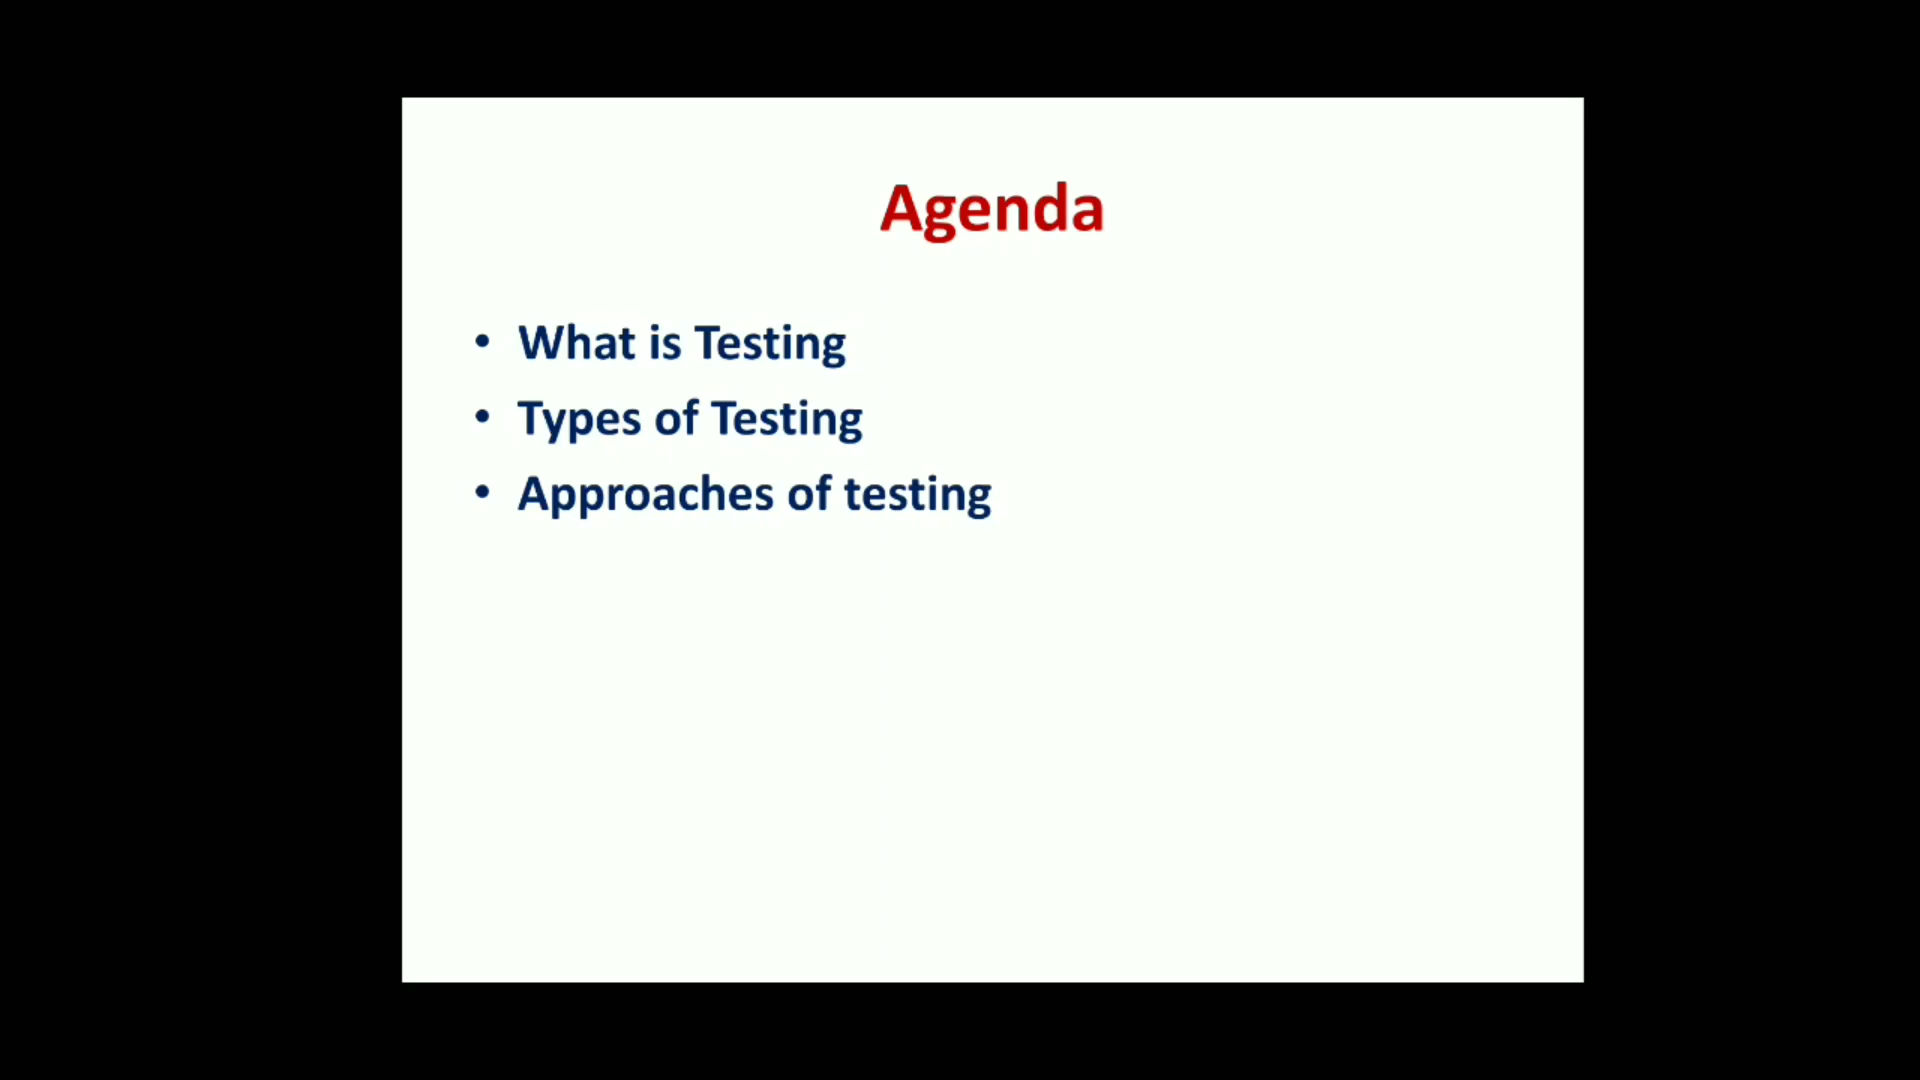 Agenda
• What is Testing
• Types of Testing
• Approaches of testing